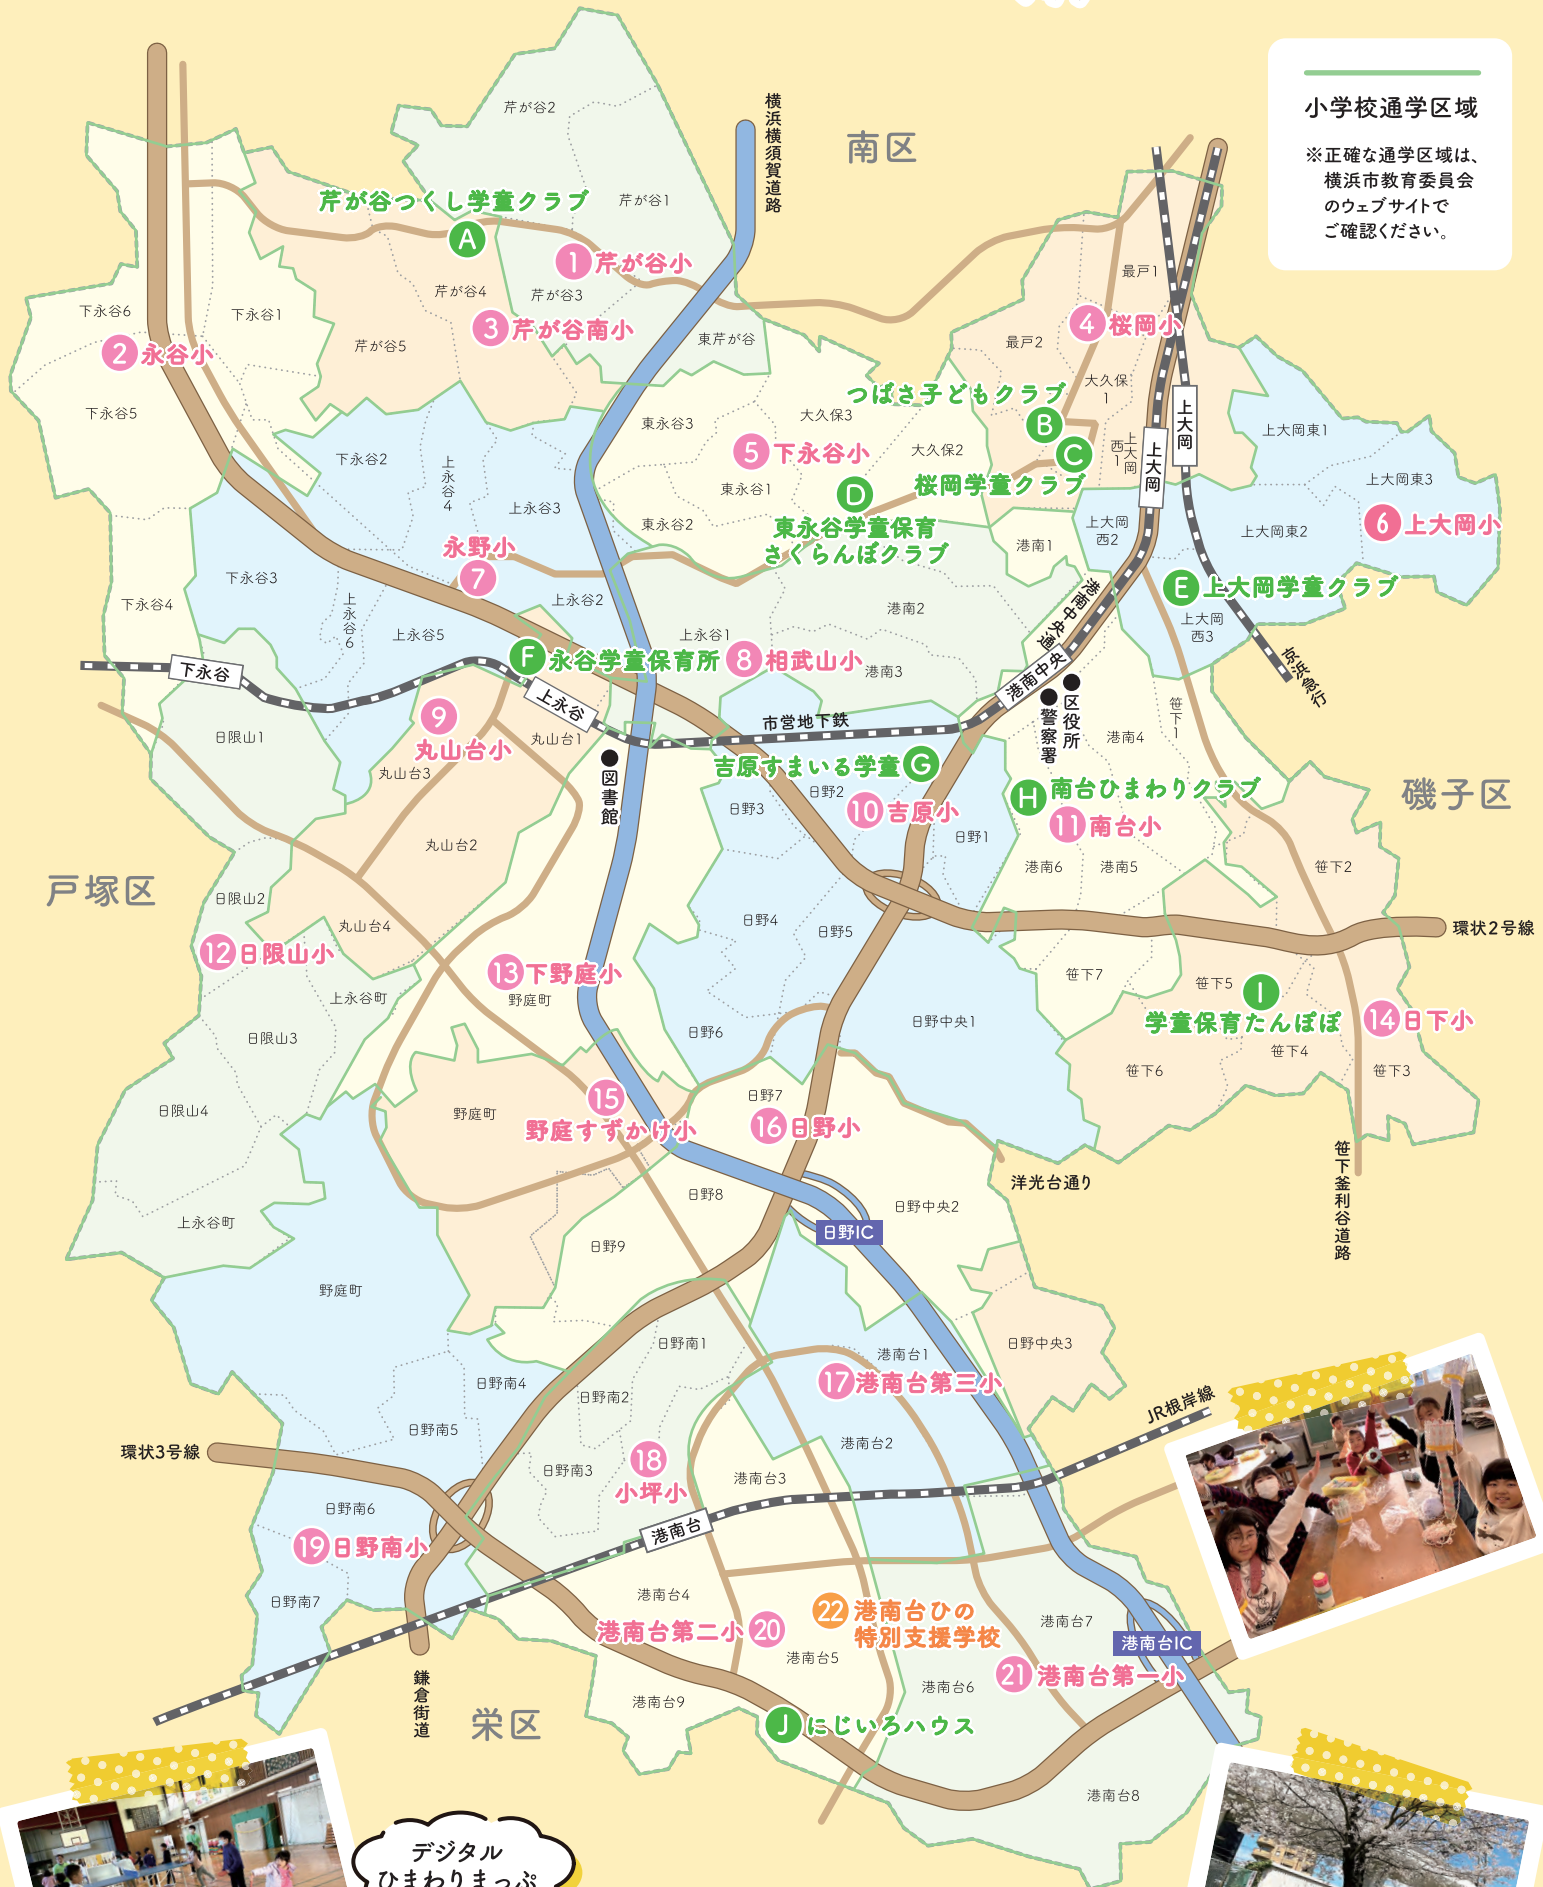 小学校通学区域
※正確な通学区域は、
横浜市教育委員会
のウェブサイトで
ご確認ください。
南区
横浜横須賀道路
芹が谷2
芹が谷1
芹が谷つくし学童クラブ
A
1 芹が谷小
芹が谷3
芹が谷4
3 芹が谷南小
芹が谷5
東芹が谷
下永谷6
下永谷1
2 永谷小
下永谷5
最戸1
4 桜岡小
最戸2
大久保
1
つばさ子どもクラブ
B
C
桜岡学童クラブ
上大岡
西1
上大岡
上大岡
上大岡東1
上大岡東3
6 上大岡小
上大岡東2
大久保3
東永谷3
5 下永谷小
大久保2
東永谷1
D
東永谷学童保育
さくらんぼクラブ
東永谷2
下永谷2
上永谷4
上永谷3
永野小
7
上大岡
西2
港南1
E 上大岡学童クラブ
上大岡
西3
京浜急行
下永谷3
下永谷4
上永谷6
上永谷5
上永谷2
港南2
港南中央通
上永谷1
F 永谷学童保育所
8 相武山小
港南3
港南中央
区役所
警察署
笹下1
港南4
下永谷
上永谷
市営地下鉄
9
丸山台小
丸山台1
日限山1
丸山台3
図書館
吉原すまいる学童 G
日野2
日野3
10 吉原小
日野1
H 南台ひまわりクラブ
11 南台小
磯子区
丸山台2
港南6
港南5
笹下2
戸塚区
日限山2
丸山台4
日野4
日野5
環状2号線
12 日限山小
13 下野庭小
野庭町
上永谷町
笹下7
笹下5
I
学童保育たんぽぽ
14 日下小
日限山3
日野6
日野中央1
笹下4
笹下6
笹下3
日限山4
野庭町
15
野庭すずかけ小
日野7
16 日野小
笹下釜利谷道路
洋光台通り
上永谷町
日野8
日野中央2
日野IC
日野9
野庭町
日野南1
港南台1
日野中央3
日野南4
日野南2
17 港南台第三小
JR根岸線
日野南5
環状3号線
港南台2
日野南3
18
小坪小
港南台3
日野南6
19 日野南小
港南台
日野南7
港南台4
港南台第二小 20
22 港南台ひの
特別支援学校
港南台7
港南台IC
港南台5
21 港南台第一小
港南台6
鎌倉街道
栄区
港南台9
J にじいろハウス
港南台8
デジタル
ひまわりまっぷ